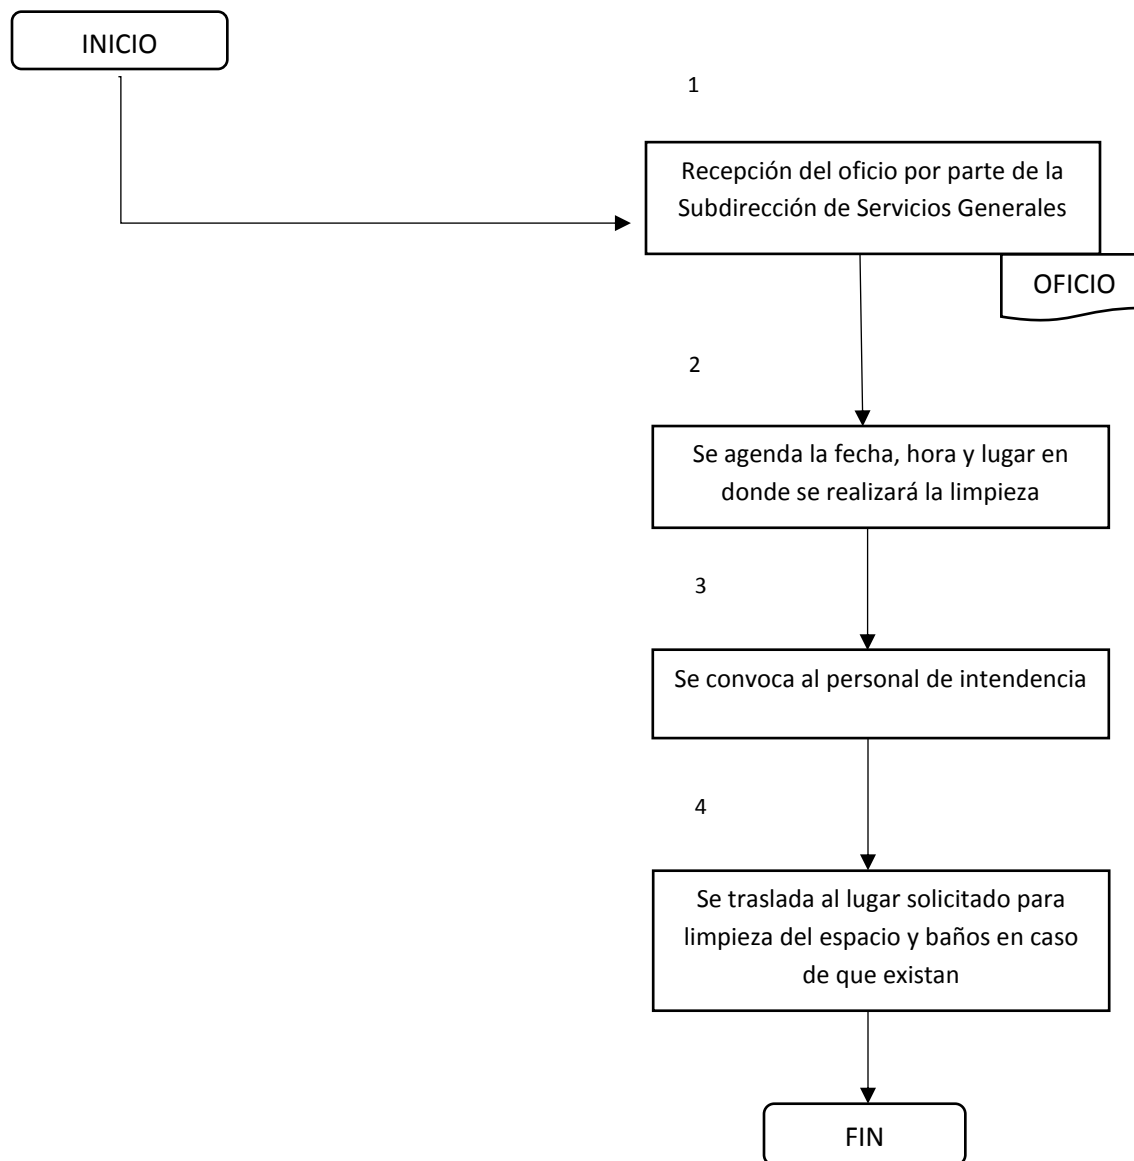 INICIO
1
Recepción del oficio por parte de la
Subdirección de Servicios Generales
OFICIO
2
Se agenda la fecha, hora y lugar en
donde se realizará la limpieza
3
Se convoca al personal de intendencia
4
Se traslada al lugar solicitado para
limpieza del espacio y baños en caso
de que existan
FIN